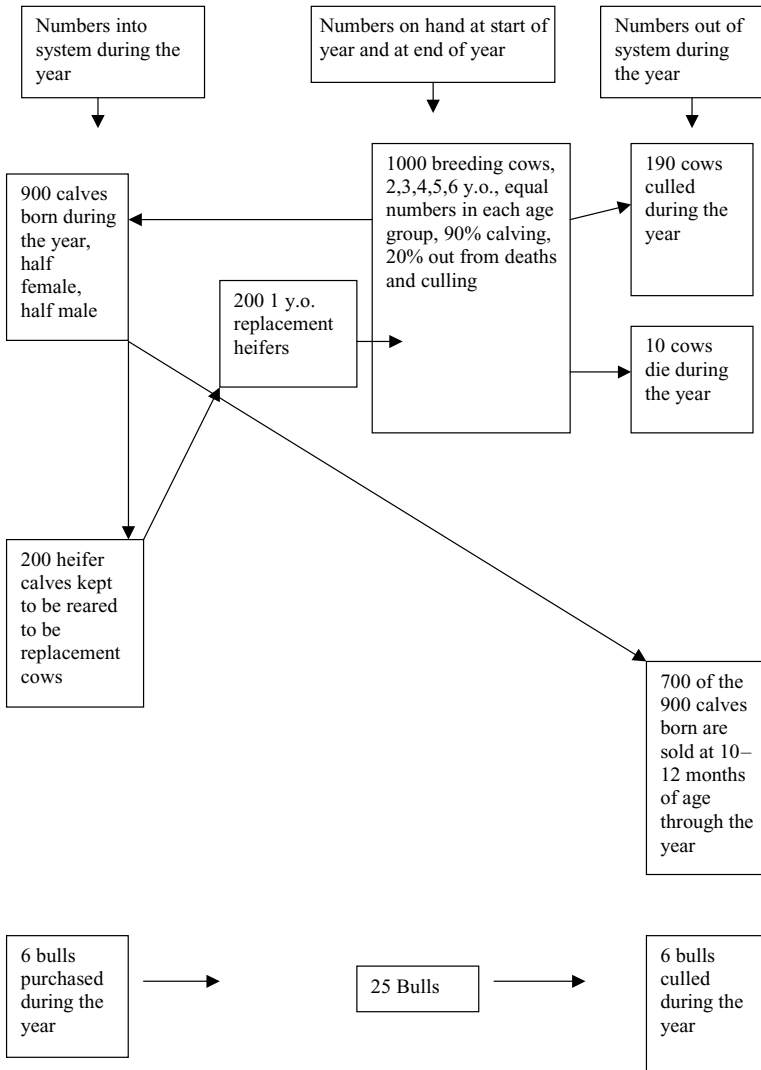 Numbers into
system during the
year
Numbers on hand at start of
year and at end of year
Numbers out of
system during
the year
900 calves
born during
the year,
half
female,
half male
200 1 y.o.
replacement
heifers
1000 breeding cows,
2,3,4,5,6 y.o., equal
numbers in each age
group, 90% calving,
20% out from deaths
and culling
190 cows
culled
during the
year
10 cows
die during
the year
200 heifer
calves kept
to be reared
to be
replacement
cows
700 of the
900 calves
born are
sold at 10–
12 months
of age
through the
year
6 bulls
purchased
during the
year
25 Bulls
6 bulls
culled
during the
year